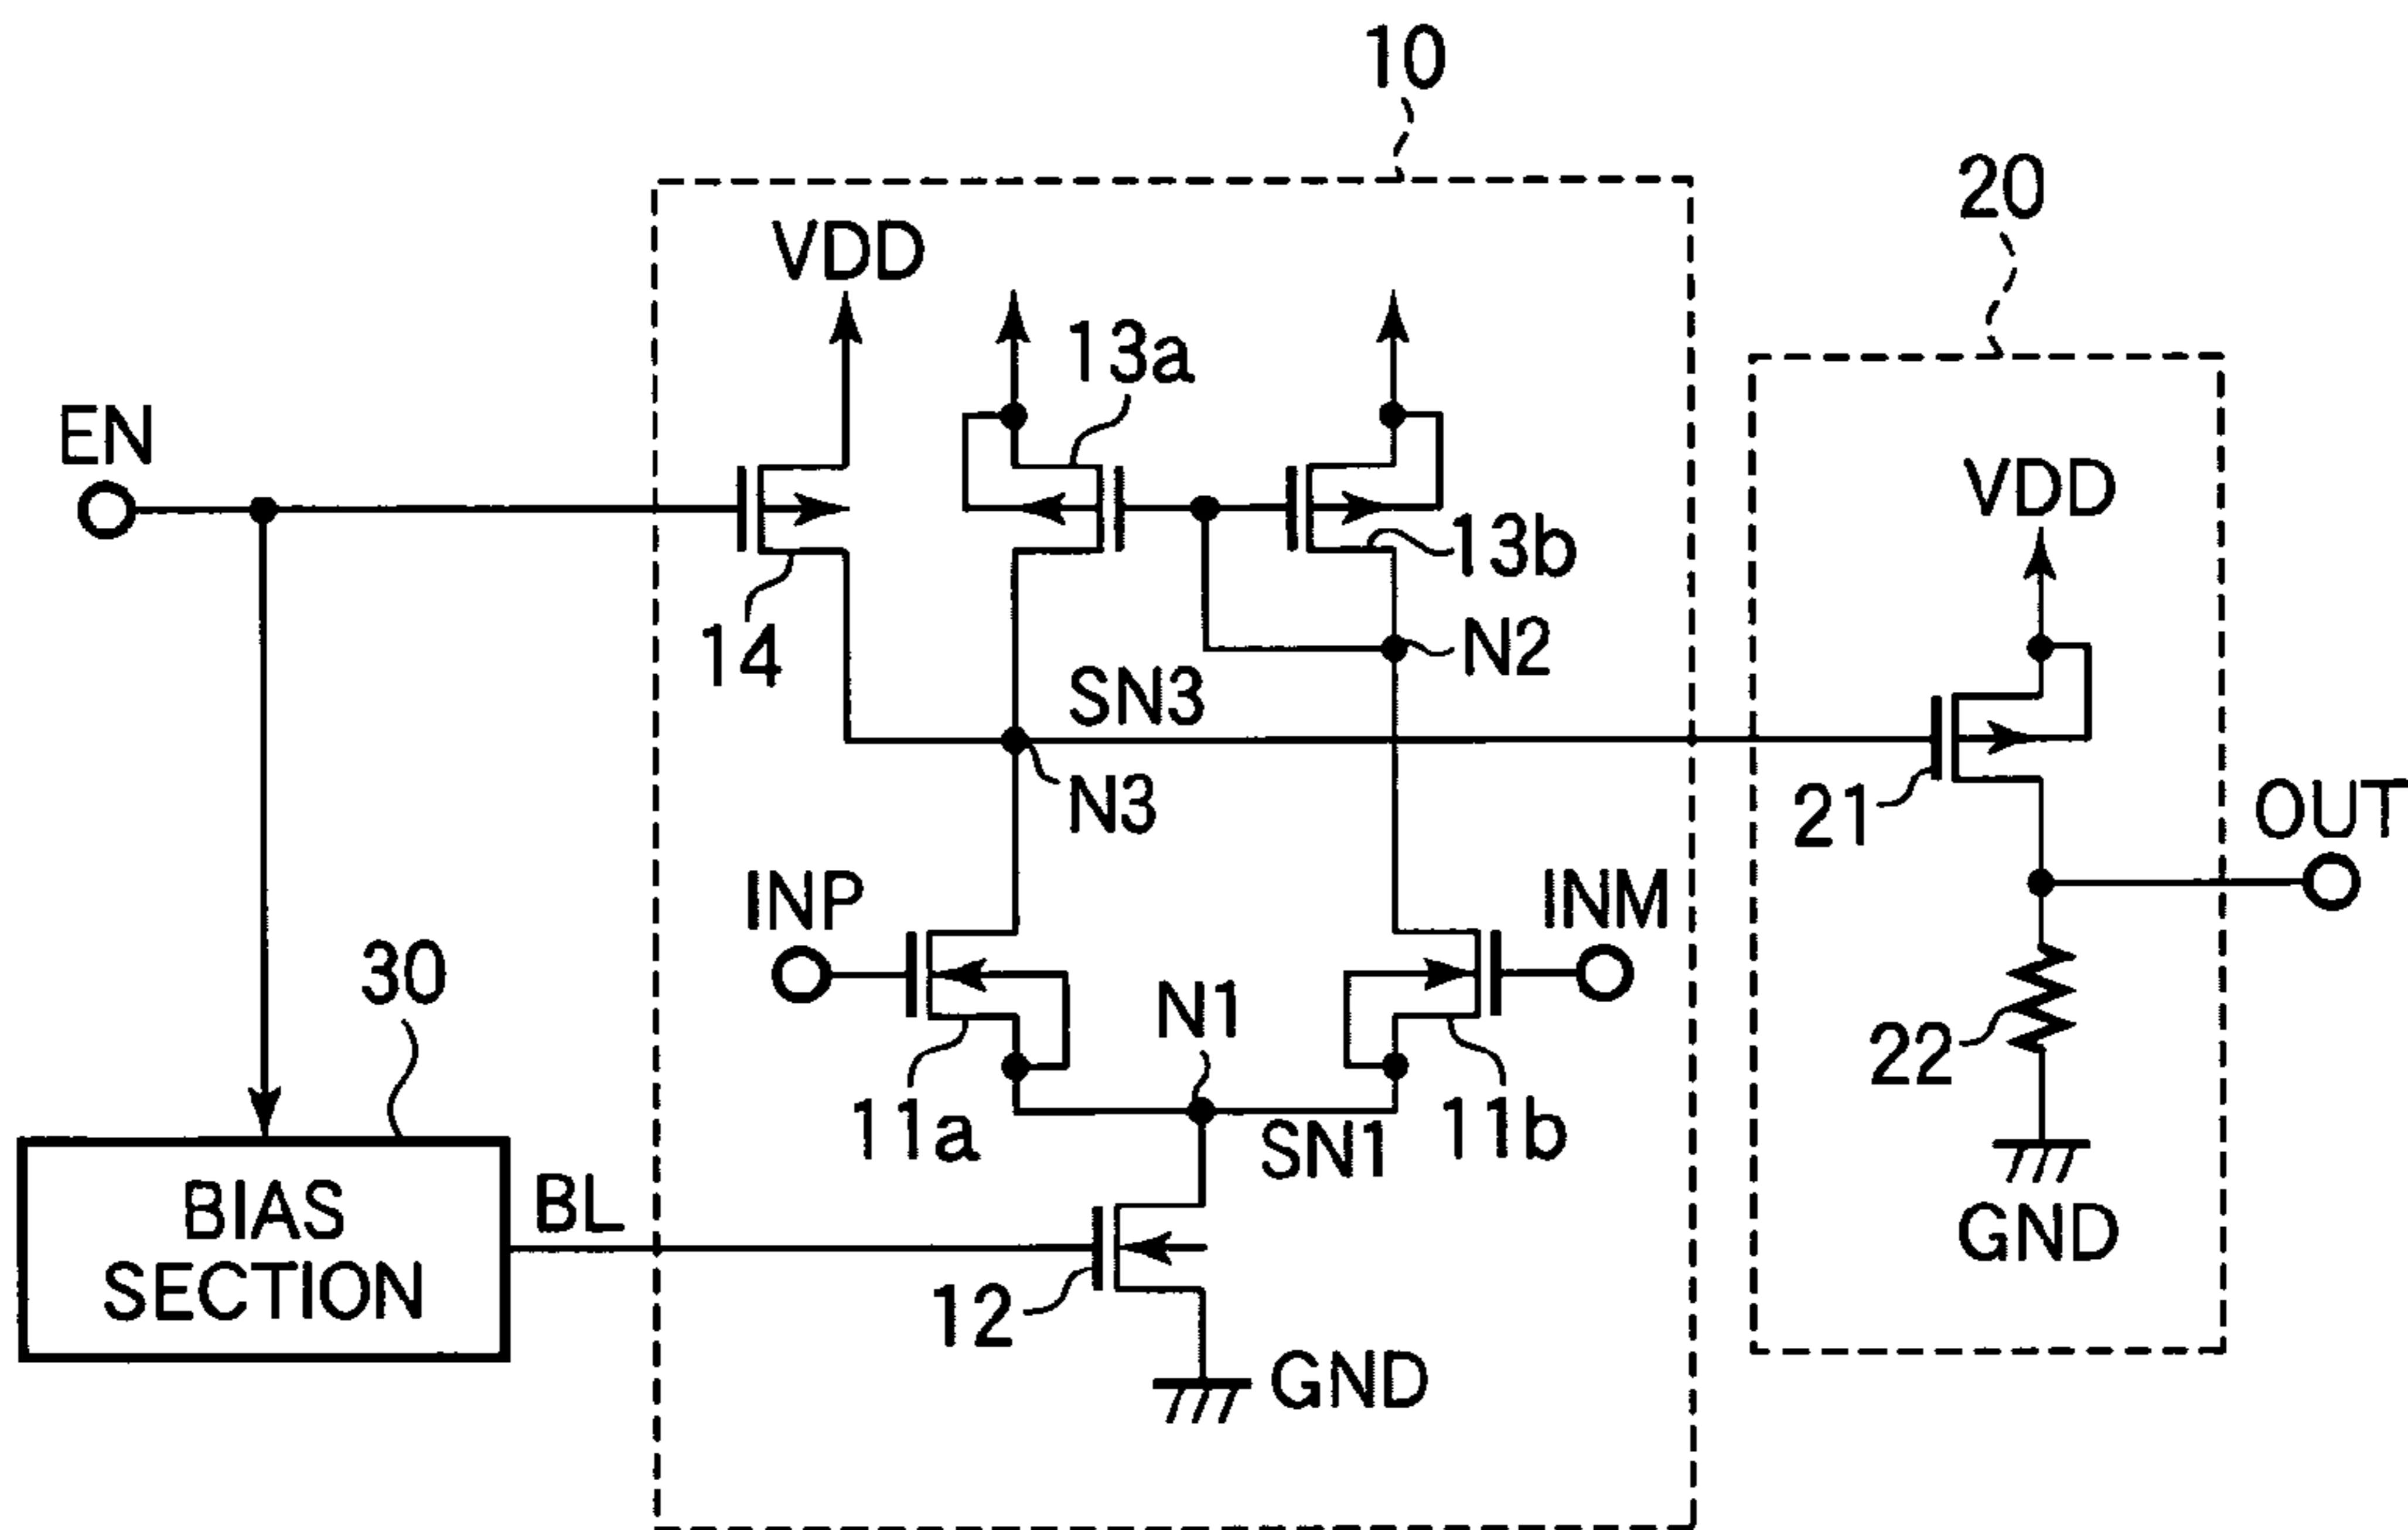 10
20
VDD
13a
EN
VDD
13b
14
N2
SN3
N3
21
OUT
INP
INM
30
N1
22
11a
SN1
11b
BIAS
SECTION
BL
GND
12
GND